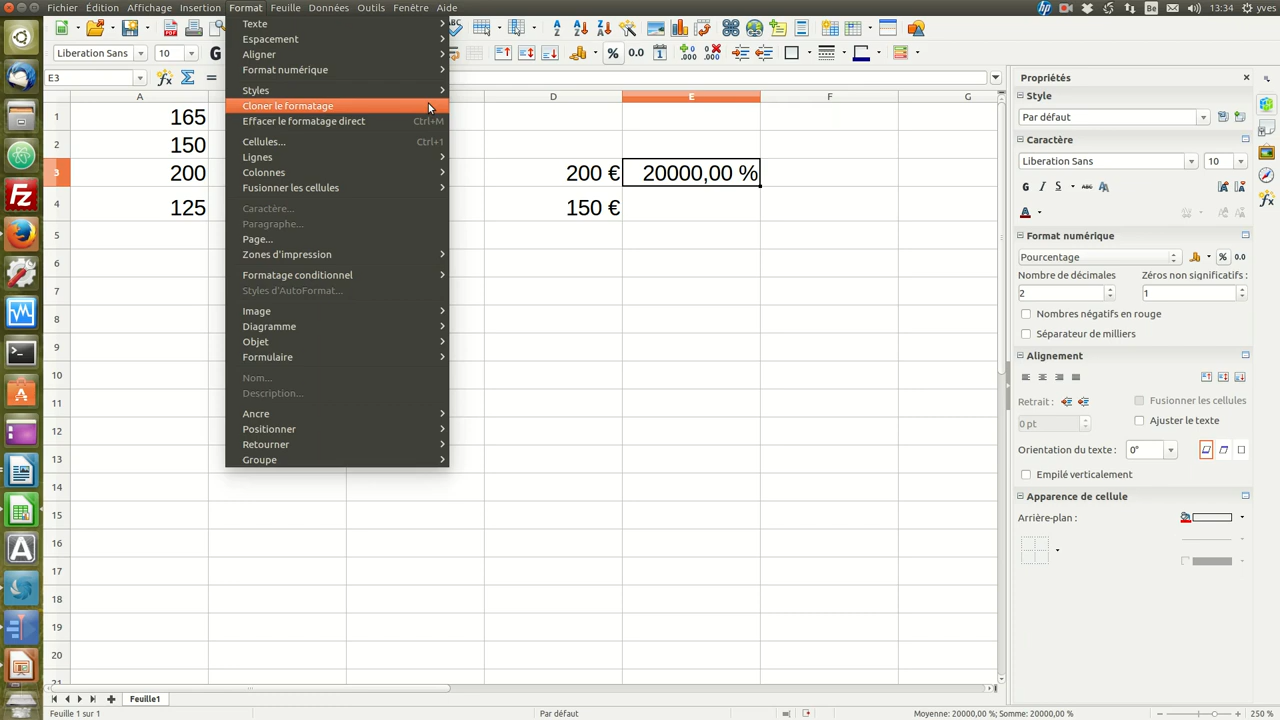 Fichier Édition Affichage Insertion Format Feuille Données Outils Fenêtre Aide Be 13:34 yves
Liberation Sans 10 G % 0.0
E3
A D E F G
1 165
2 150
3 200 200 € 20000,00 %
4 125 150 €
5
6
7
8
9
10
11
12
13
14
15
16
17
18
19
20
21
Texte
Espacement
Aligner
Format numérique
Styles
Cloner le formatage
Effacer le formatage direct Ctrl+M
Cellules... Ctrl+1
Lignes
Colonnes
Fusionner les cellules
Caractère...
Paragraphe...
Page...
Zones d'impression
Formatage conditionnel
Styles d'AutoFormat...
Image
Diagramme
Objet
Formulaire
Nom...
Description...
Ancre
Positionner
Retourner
Groupe
Propriétés
Style
Par défaut
Caractère
Liberation Sans 10
G I S ABC A
A
Format numérique
Pourcentage % 0.0
Nombre de décimales Zéros non significatifs :
2 1
Nombres négatifs en rouge
Séparateur de milliers
Alignement
Retrait : Fusionner les cellules
0 pt Ajuster le texte
Orientation du texte : 0°
Empilé verticalement
Apparence de cellule
Arrière-plan :
Feuille1
Feuille 1 sur 1 Par défaut Moyenne: 20000,00 %; Somme: 20000,00 % 250 %